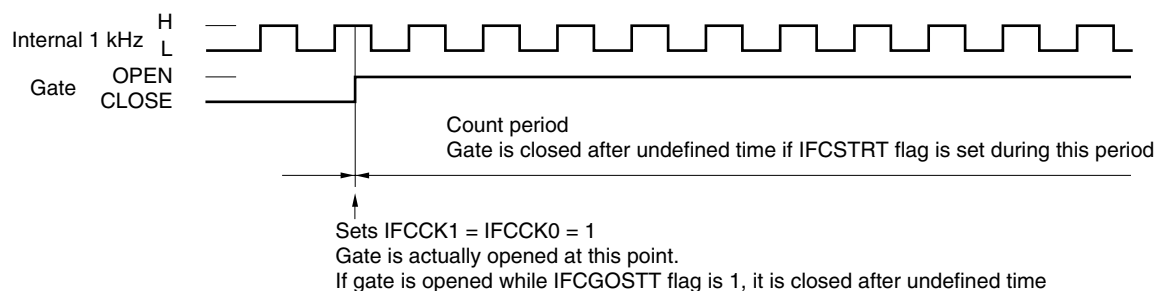 H
Internal 1 kHz
L
OPEN
Gate
CLOSE
Count period
Gate is closed after undefined time if IFCSTRT flag is set during this period
Sets IFCCK1 = IFCCK0 = 1
Gate is actually opened at this point.
If gate is opened while IFCGOSTT flag is 1, it is closed after undefined time